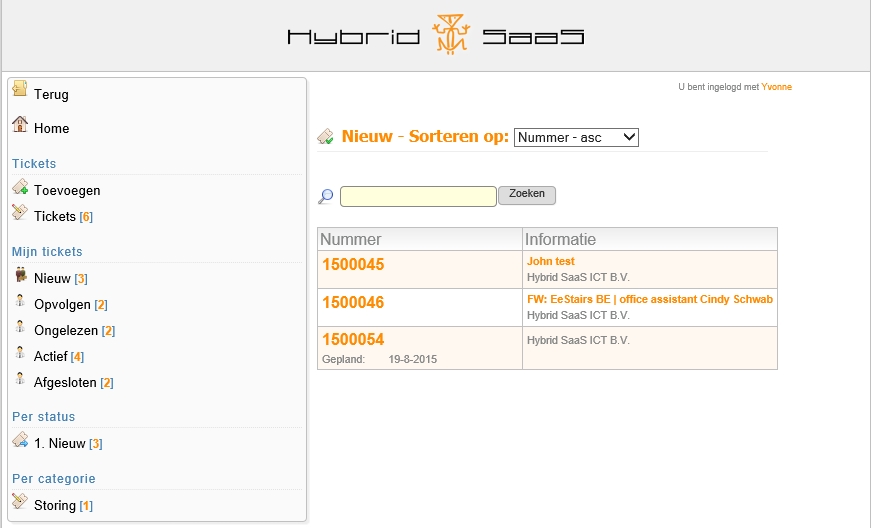 Hybrid SaaS
U bent ingelogd met Yvonne
Terug
Home
Tickets
Toevoegen
Tickets [6]
Mijn tickets
Nieuw [3]
Opvolgen [2]
Ongelezen [2]
Actief [4]
Afgesloten [2]
Per status
1. Nieuw [3]
Per categorie
Storing [1]
Nieuw - Sorteren op: Nummer - asc
Zoeken
Nummer Informatie
1500045 John test
Hybrid SaaS ICT B.V.
1500046 FW: EeStairs BE | office assistant Cindy Schwab
Hybrid SaaS ICT B.V.
1500054 Hybrid SaaS ICT B.V.
Gepland: 19-8-2015